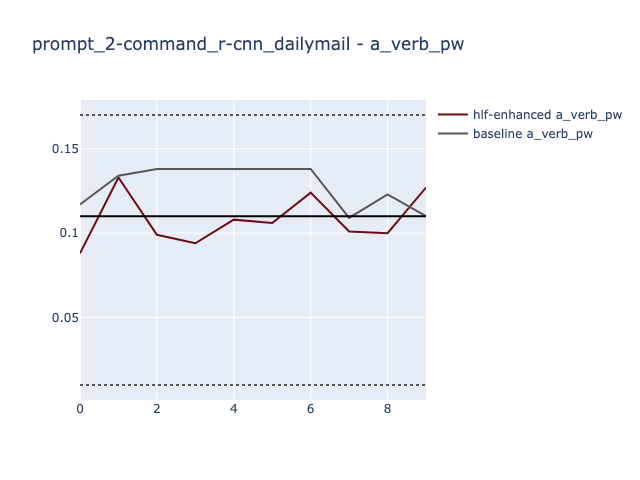 prompt_2-command_r-cnn_dailymail - a_verb_pw
hlf-enhanced a_verb_pw
baseline a_verb_pw
0.15
0.1
0.05
0 2 4 6 8